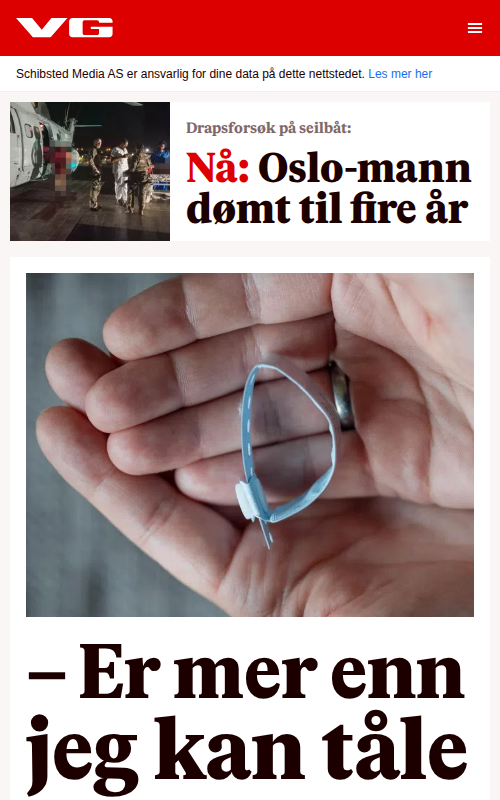 VG
Schibsted Media AS er ansvarlig for dine data på dette nettstedet. Les mer her
Drapsforsøk på seilbåt:
Nå: Oslo-mann
dømt til fire år
– Er mer enn
jeg kan tåle